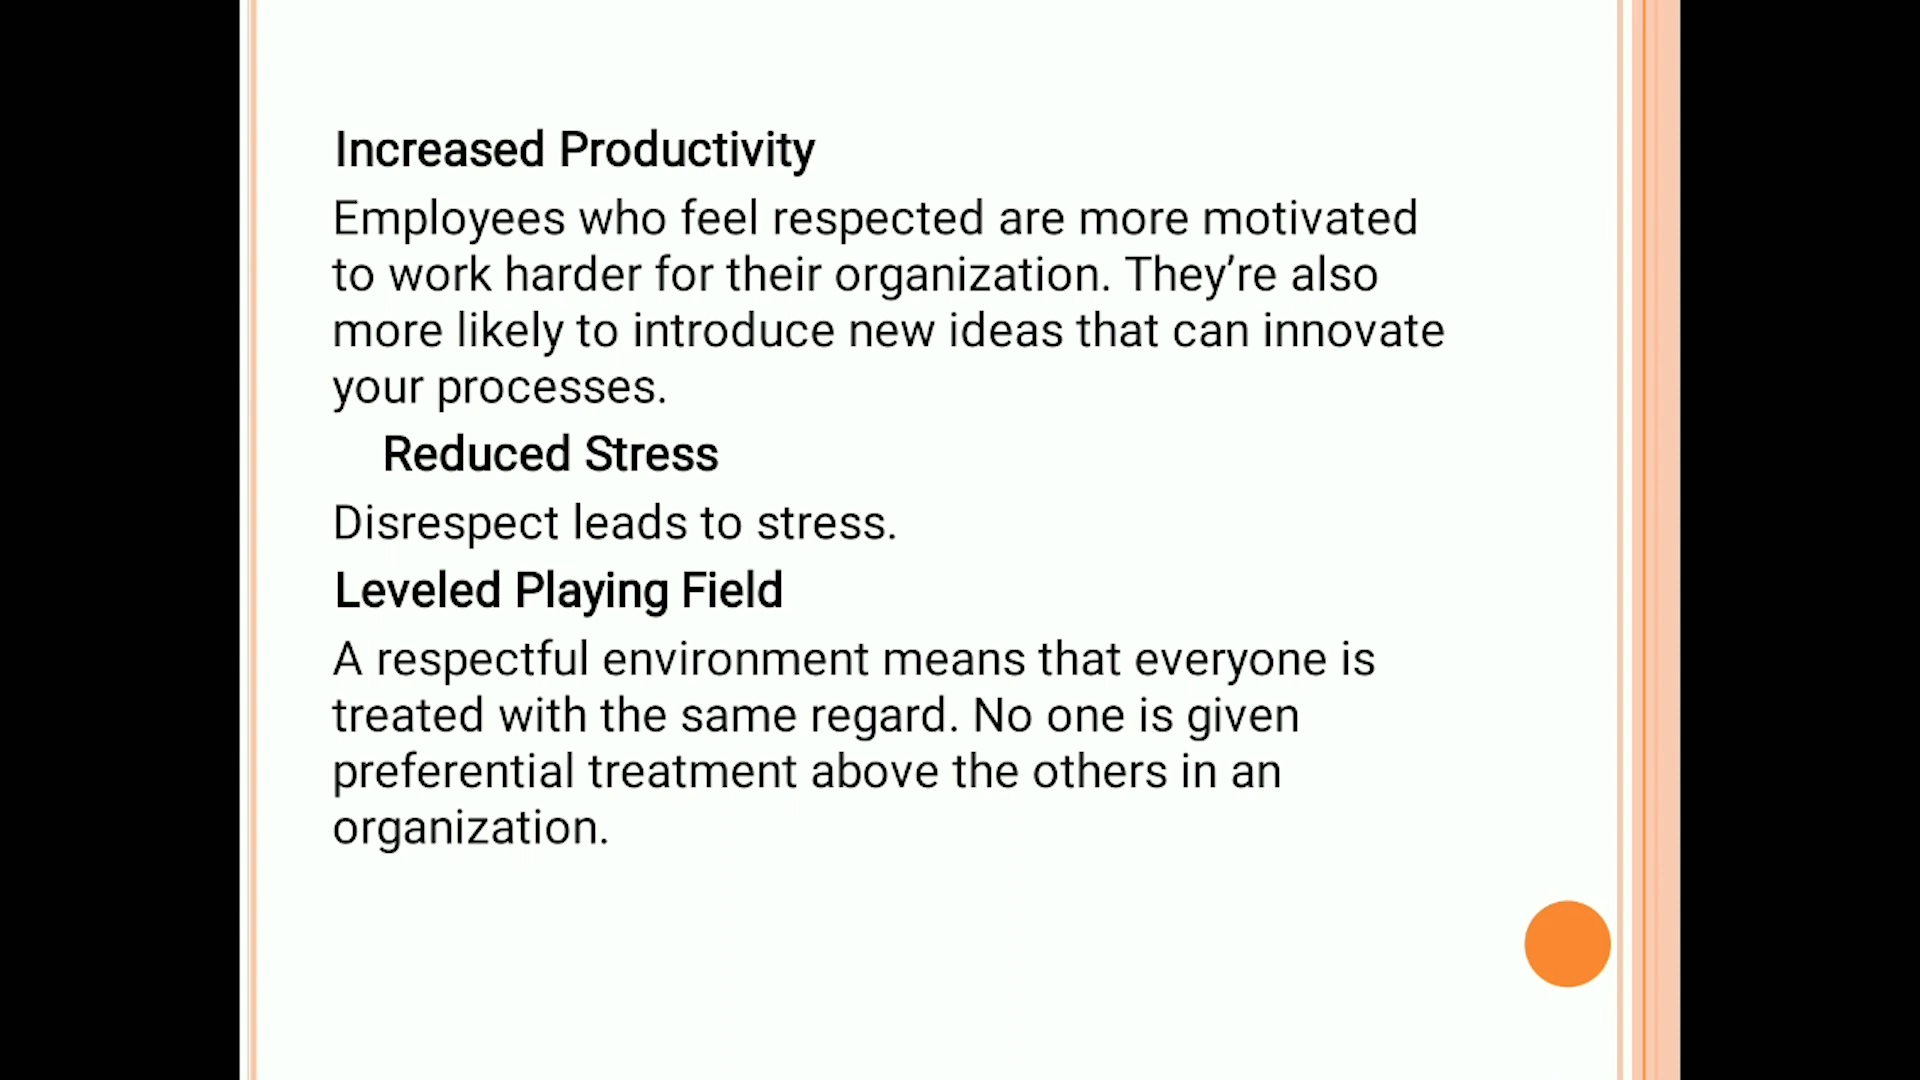 Increased Productivity
Employees who feel respected are more motivated
to work harder for their organization. They’re also
more likely to introduce new ideas that can innovate
your processes.
Reduced Stress
Disrespect leads to stress.
Leveled Playing Field
A respectful environment means that everyone is
treated with the same regard. No one is given
preferential treatment above the others in an
organization.